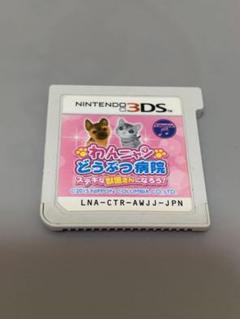 NINTENDO 3DS
わんニャン
どうぶつ病院
ステキな獣医さんになろう!
©2015 NIPPON COLUMBIA CO.,LTD.
LNA-CTR-AWJJ-JPN